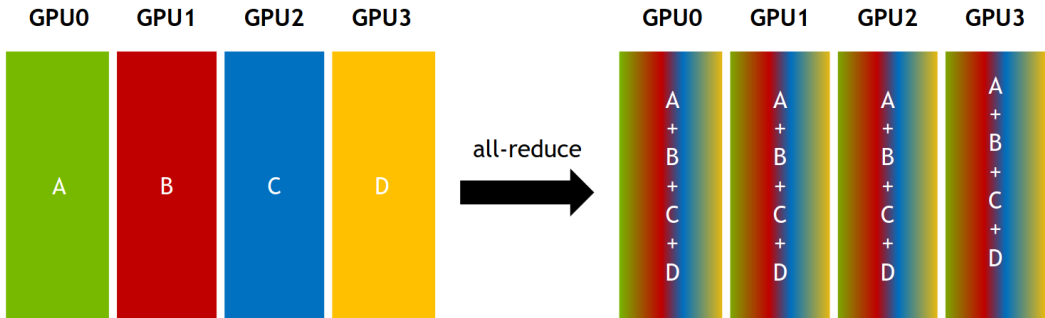 GPU0 GPU1 GPU2 GPU3 GPU0 GPU1 GPU2 GPU3
A B C D
all-reduce
A
+
B
+
C
+
D
A
+
B
+
C
+
D
A
+
B
+
C
+
D
A
+
B
+
C
+
D